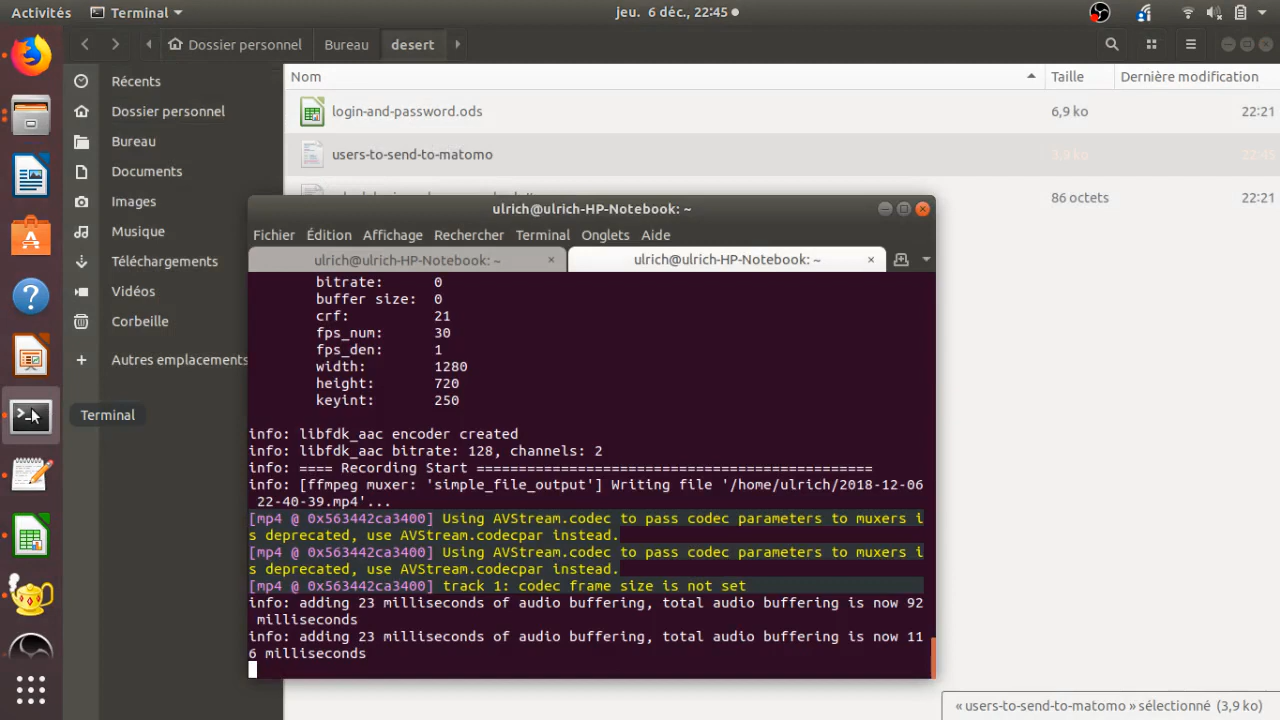 Activités
Terminal
jeu. 6 déc., 22:45
Dossier personnel
Bureau
desert
Récents
Dossier personnel
Bureau
Documents
Images
Musique
Téléchargements
Vidéos
Corbeille
Autres emplacements
Terminal
Nom
Taille
Dernière modification
login-and-password.ods
6,9 ko
22:21
users-to-send-to-matomo
3,9 ko
22:45
86 octets
22:21
ulrich@ulrich-HP-Notebook: ~
Fichier Édition Affichage Rechercher Terminal Onglets Aide
ulrich@ulrich-HP-Notebook: ~
ulrich@ulrich-HP-Notebook: ~
bitrate: 0
buffer size: 0
crf: 21
fps_num: 30
fps_den: 1
width: 1280
height: 720
keyint: 250
info: libfdk_aac encoder created
info: libfdk_aac bitrate: 128, channels: 2
info: ==== Recording Start ===============================================
info: [ffmpeg muxer: 'simple_file_output'] Writing file '/home/ulrich/2018-12-06
22-40-39.mp4'...
[mp4 @ 0x563442ca3400] Using AVStream.codec to pass codec parameters to muxers i
s deprecated, use AVStream.codecpar instead.
[mp4 @ 0x563442ca3400] Using AVStream.codec to pass codec parameters to muxers i
s deprecated, use AVStream.codecpar instead.
[mp4 @ 0x563442ca3400] track 1: codec frame size is not set
info: adding 23 milliseconds of audio buffering, total audio buffering is now 92
milliseconds
info: adding 23 milliseconds of audio buffering, total audio buffering is now 11
6 milliseconds
« users-to-send-to-matomo » sélectionné (3,9 ko)